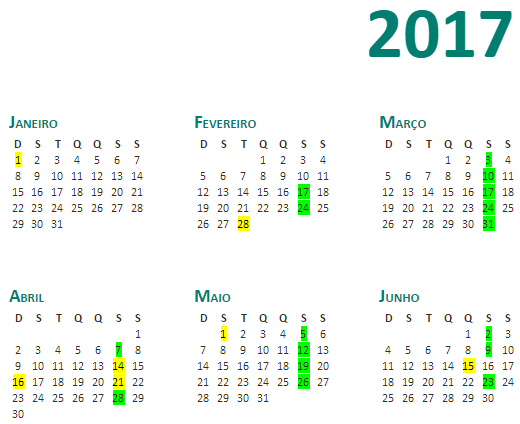 2017
JANEIRO FEVEREIRO MARÇO
D S T Q Q S S D S T Q Q S S D S T Q Q S S
1 2 3 4 5 6 7 1 2 3 4 1 2 3 4
8 9 10 11 12 13 14 5 6 7 8 9 10 11 5 6 7 8 9 10 11
15 16 17 18 19 20 21 12 13 14 15 16 17 18 12 13 14 15 16 17 18
22 23 24 25 26 27 28 19 20 21 22 23 24 25 19 20 21 22 23 24 25
29 30 31 26 27 28 26 27 28 29 30 31
ABRIL MAIO JUNHO
D S T Q Q S S D S T Q Q S S D S T Q Q S S
1 1 2 3 4 5 6 1 2 3
2 3 4 5 6 7 8 7 8 9 10 11 12 13 4 5 6 7 8 9 10
9 10 11 12 13 14 15 14 15 16 17 18 19 20 11 12 13 14 15 16 17
16 17 18 19 20 21 22 21 22 23 24 25 26 27 18 19 20 21 22 23 24
23 24 25 26 27 28 29 28 29 30 31 25 26 27 28 29 30
30